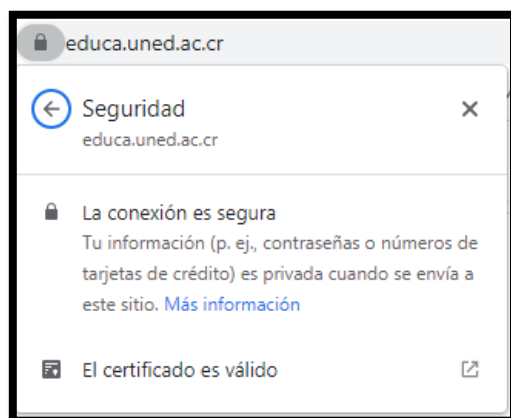 educa.uned.ac.cr
Seguridad
educa.uned.ac.cr
La conexión es segura
Tu información (p. ej., contraseñas o números de
tarjetas de crédito) es privada cuando se envía a
este sitio. Más información
El certificado es válido